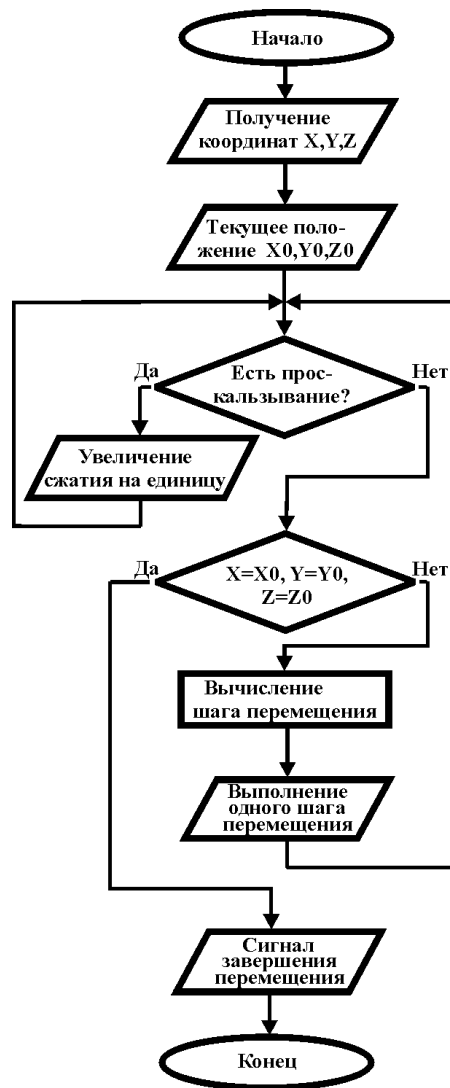 Начало
Получение
координат X,Y,Z
Текущее поло-
жение X0,Y0,Z0
Да
Нет
Есть прос-
кальзывание?
Увеличение
сжатия на единицу
Да
Нет
X=X0, Y=Y0,
Z=Z0
Вычисление
шага перемещения
Выполнение
одного шага
перемещения
Сигнал
завершения
перемещения
Конец